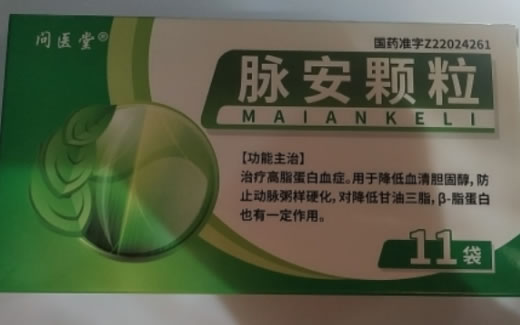 问医堂®
国药准字Z22024261
脉安颗粒
MAIANKELI
【功能主治】
治疗高脂蛋白血症。用于降低血清胆固醇，防
止动脉粥样硬化，对降低甘油三脂，β-脂蛋白
也有一定作用。
11袋